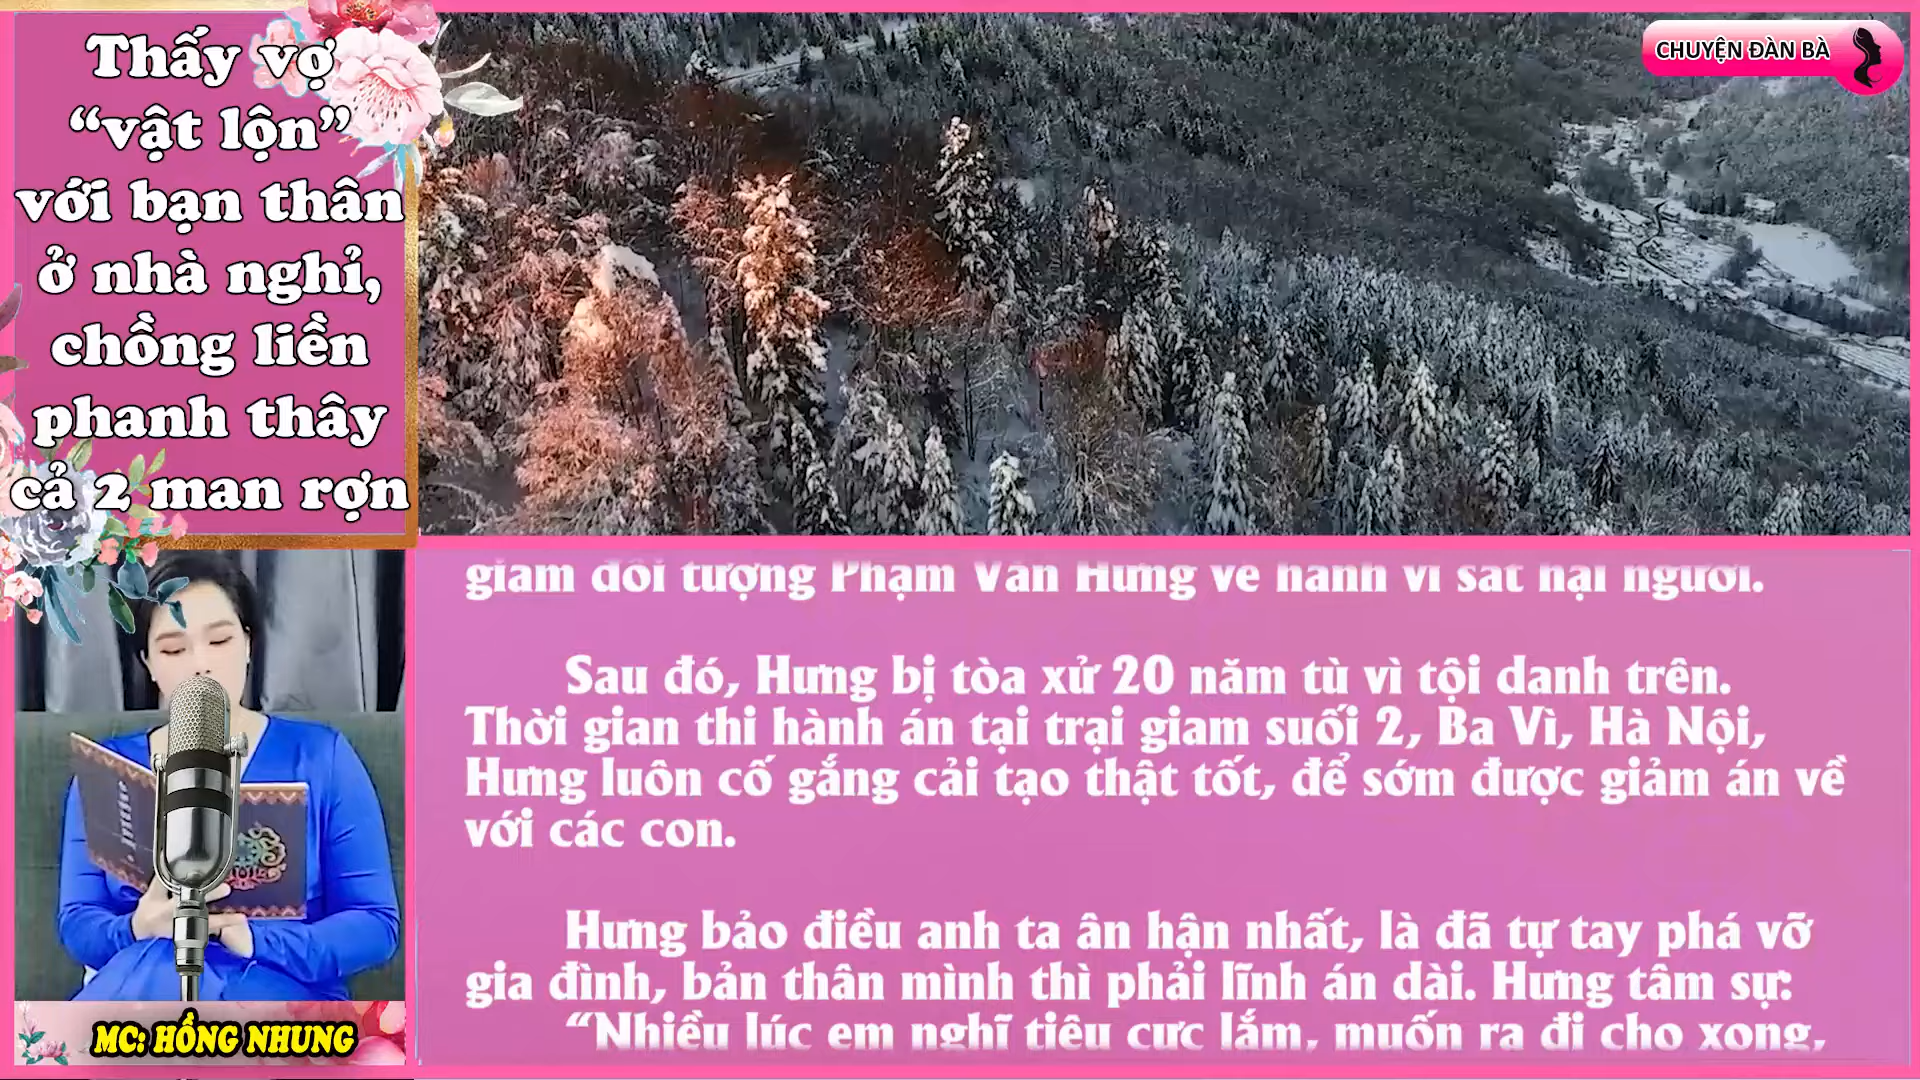 Thấy vợ
“vật lộn”
với bạn thân
ở nhà nghỉ,
chồng liền
phanh thây
cả 2 man rợn
CHUYỆN ĐÀN BÀ
giam đối tượng Phạm Văn Hưng về hành vi sát hại người.
Sau đó, Hưng bị tòa xử 20 năm tù vì tội danh trên.
Thời gian thi hành án tại trại giam suối 2, Ba Vì, Hà Nội,
Hưng luôn cố gắng cải tạo thật tốt, để sớm được giảm án về
với các con.
Hưng bảo điều anh ta ân hận nhất, là đã tự tay phá vỡ
gia đình, bản thân mình thì phải lĩnh án dài. Hưng tâm sự:
“Nhiều lúc em nghĩ tiêu cực lắm, muốn ra đi cho xong,
MC: HỒNG NHUNG